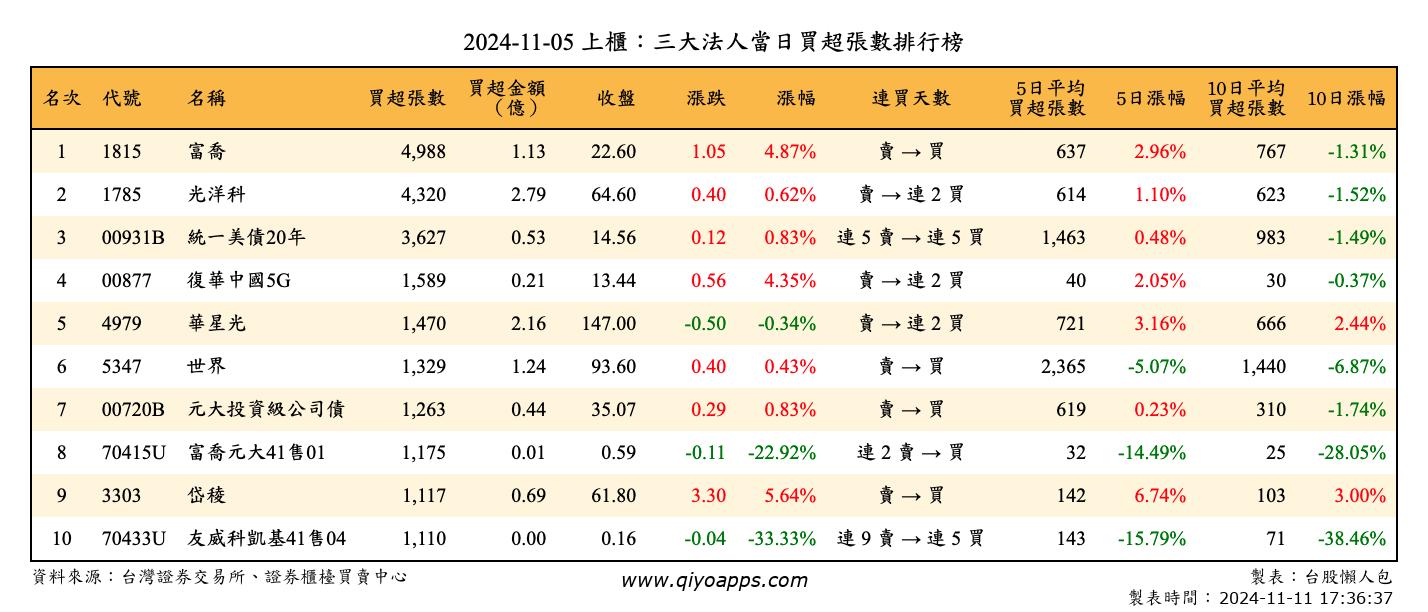 2024-11-05 上櫃：三大法人當日買超張數排行榜
名次 代號 名稱 買超張數 買超金額（億） 收盤 漲跌 漲幅 連買天數 5日平均買超張數 5日漲幅 10日平均買超張數 10日漲幅
1 1815 富喬 4,988 1.13 22.60 1.05 4.87% 賣 → 買 637 2.96% 767 -1.31%
2 1785 光洋科 4,320 2.79 64.60 0.40 0.62% 賣 → 連 2 買 614 1.10% 623 -1.52%
3 00931B 統一美債20年 3,627 0.53 14.56 0.12 0.83% 連 5 賣 → 連 5 買 1,463 0.48% 983 -1.49%
4 00877 復華中國5G 1,589 0.21 13.44 0.56 4.35% 賣 → 連 2 買 40 2.05% 30 -0.37%
5 4979 華星光 1,470 2.16 147.00 -0.50 -0.34% 賣 → 連 2 買 721 3.16% 666 2.44%
6 5347 世界 1,329 1.24 93.60 0.40 0.43% 賣 → 買 2,365 -5.07% 1,440 -6.87%
7 00720B 元大投資級公司債 1,263 0.44 35.07 0.29 0.83% 賣 → 買 619 0.23% 310 -1.74%
8 70415U 富喬元大41售01 1,175 0.01 0.59 -0.11 -22.92% 連 2 賣 → 買 32 -14.49% 25 -28.05%
9 3303 岱稜 1,117 0.69 61.80 3.30 5.64% 賣 → 買 142 6.74% 103 3.00%
10 70433U 友威科凱基41售04 1,110 0.00 0.16 -0.04 -33.33% 連 9 賣 → 連 5 買 143 -15.79% 71 -38.46%
資料來源：台灣證券交易所、證券櫃檯買賣中心
www.qiyoapps.com
製表：台股懶人包
製表時間：2024-11-11 17:36:37